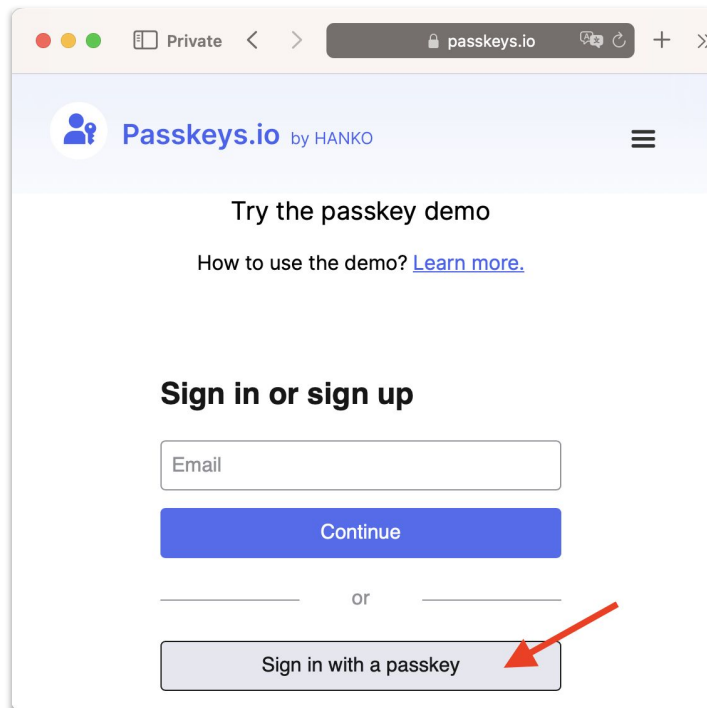 Private
passkeys.io
Passkeys.io by HANKO
Try the passkey demo
How to use the demo? Learn more.
Sign in or sign up
Email
Continue
or
Sign in with a passkey